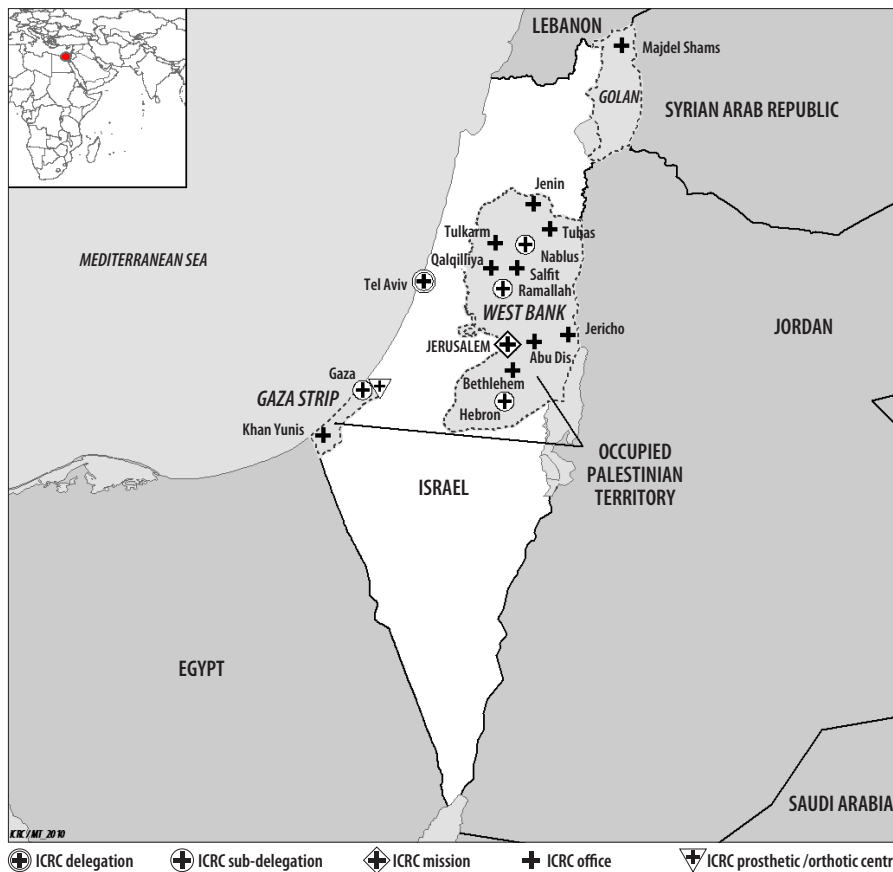 LEBANON
Majdel Shams
GOLAN
SYRIAN ARAB REPUBLIC
Jenin
Tulkarm
Tubas
MEDITERRANEAN SEA
Nablus
Qalqilliya
Salfit
Tel Aviv
Ramallah
WEST BANK
Jericho
JORDAN
JERUSALEM
Abu Dis
Gaza
Bethlehem
GAZA STRIP
Hebron
Khan Yunis
OCCUPIED
PALESTINIAN
TERRITORY
ISRAEL
EGYPT
SAUDI ARABIA
ICRC / MT_2010
ICRC delegation
ICRC sub-delegation
ICRC mission
ICRC office
ICRC prosthetic /orthotic centr